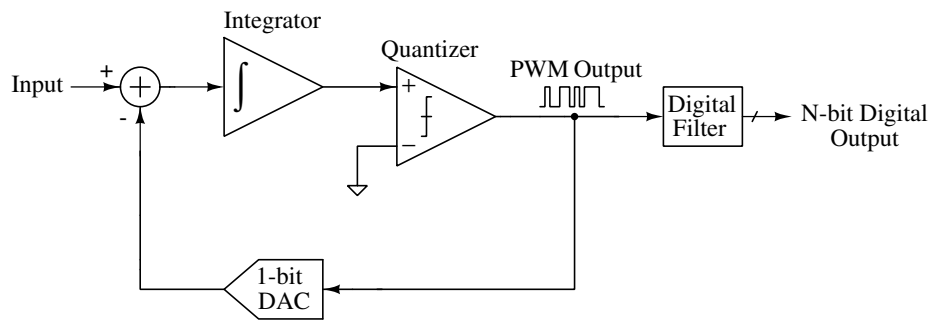 Integrator
Quantizer
PWM Output
Input
+
-
+
∫
+
−
Digital
Filter
N-bit Digital
Output
1-bit
DAC